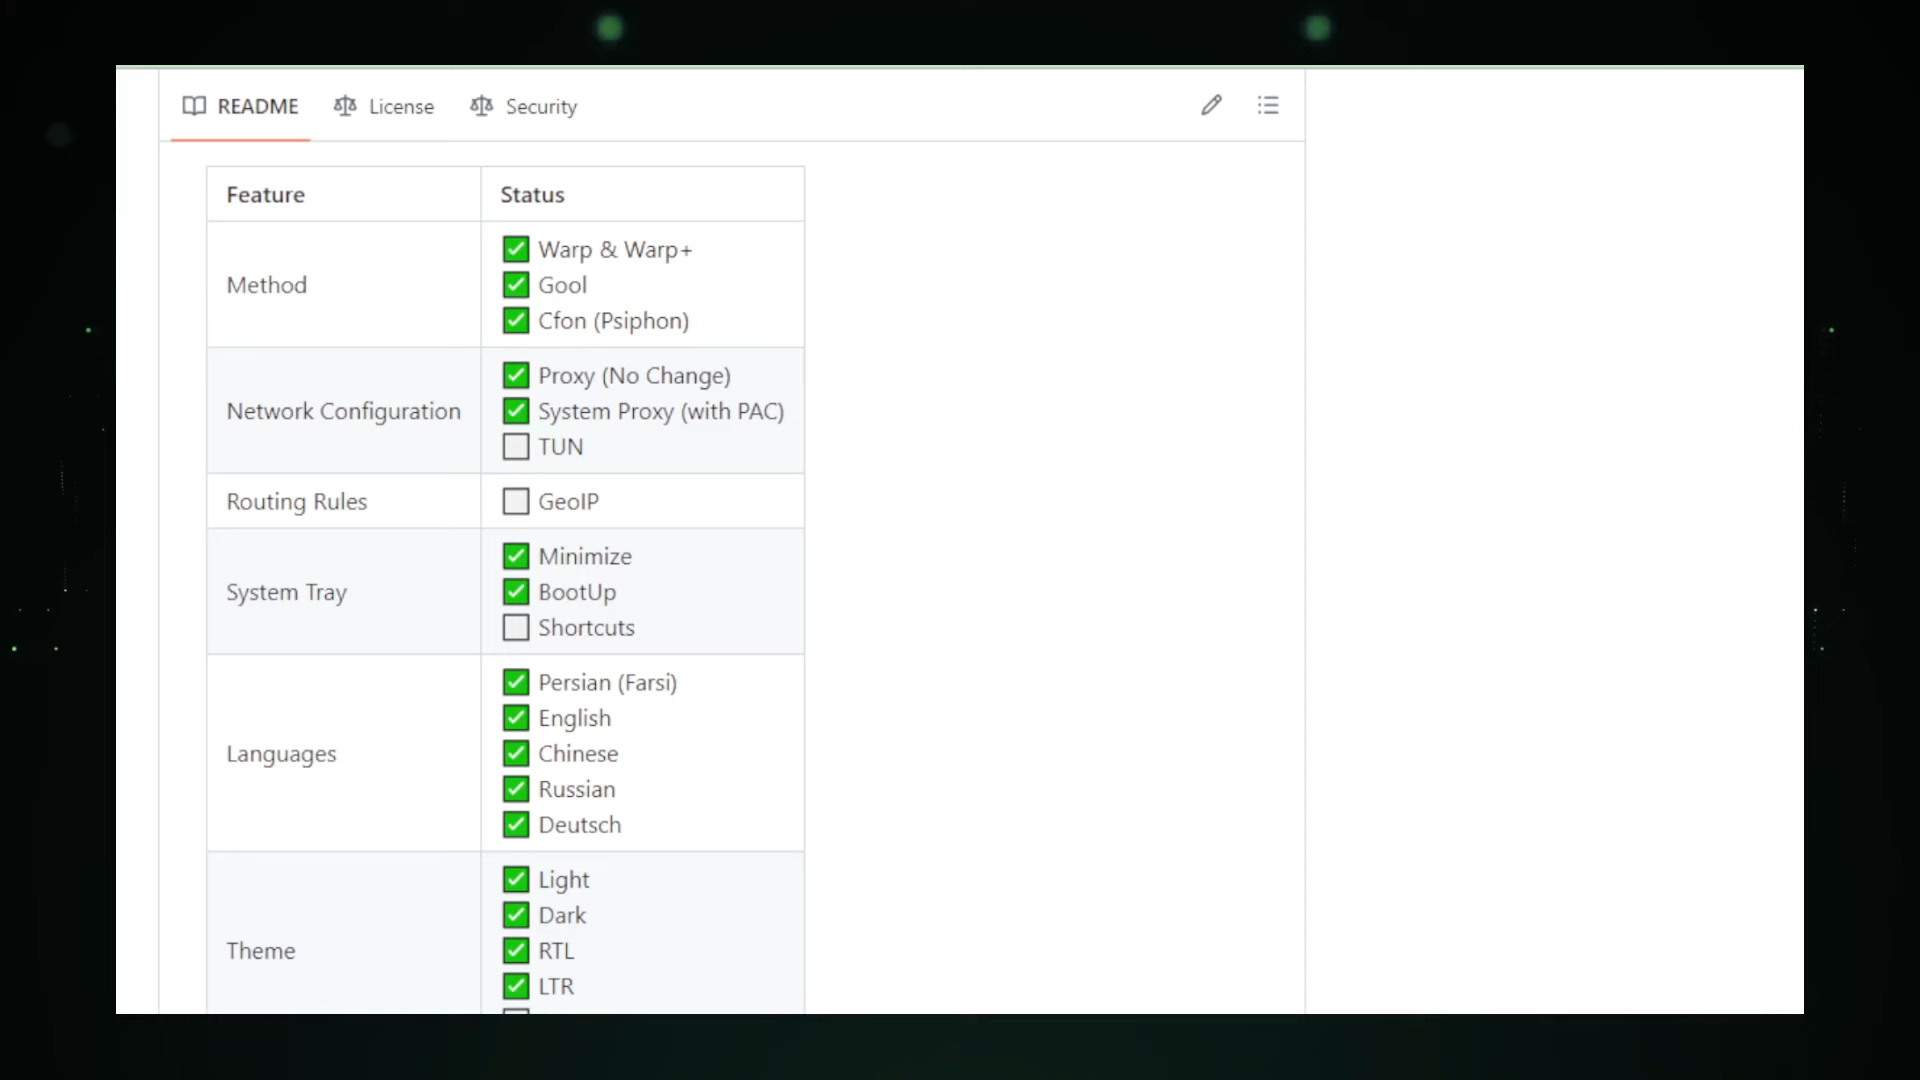 README License Security
Feature Status
Method
✅ Warp & Warp+
✅ Gool
✅ Cfon (Psiphon)
Network Configuration
✅ Proxy (No Change)
✅ System Proxy (with PAC)
⬜ TUN
Routing Rules
⬜ GeoIP
System Tray
✅ Minimize
✅ BootUp
⬜ Shortcuts
Languages
✅ Persian (Farsi)
✅ English
✅ Chinese
✅ Russian
✅ Deutsch
Theme
✅ Light
✅ Dark
✅ RTL
✅ LTR